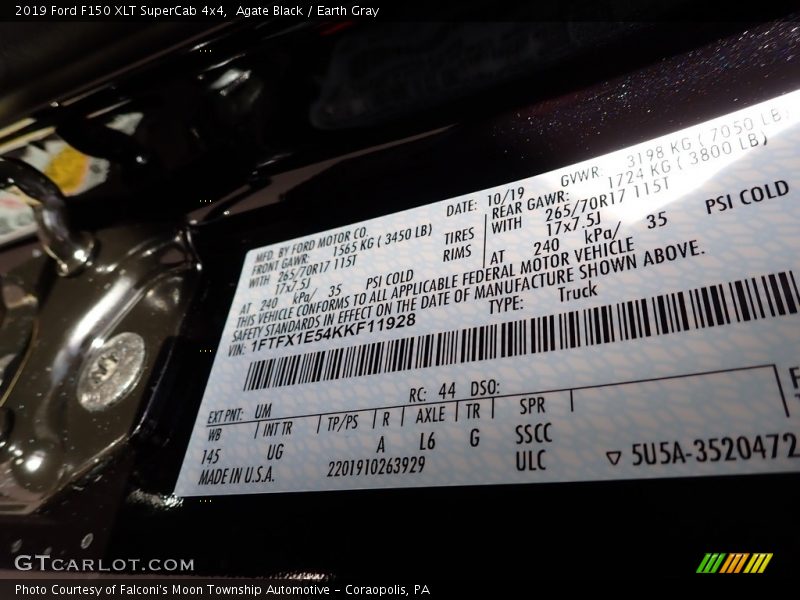 2019 Ford F150 XLT SuperCab 4x4, Agate Black / Earth Gray
MFD. BY FORD MOTOR CO.
DATE: 10/19
GVWR: 3198 KG ( 7050 LB)
FRONT GAWR: 1565 KG ( 3450 LB)
REAR GAWR: 1724 KG ( 3800 LB)
WITH 265/70R17 115T TIRES WITH 265/70R17 115T
17x7.5J RIMS 17x7.5J
AT 240 kPa/ 35 PSI COLD AT 240 kPa/ 35 PSI COLD
THIS VEHICLE CONFORMS TO ALL APPLICABLE FEDERAL MOTOR VEHICLE
SAFETY STANDARDS IN EFFECT ON THE DATE OF MANUFACTURE SHOWN ABOVE.
VIN: 1FTFX1E54KKF11928 TYPE: Truck
EXT PNT: UM RC: 44 DSO:
WB INT TR TP/PS R AXLE TR SPR
145 UG A L6 G SSCC
MADE IN U.S.A. 2201910263929 ULC ▽ 5U5A-3520472
GTCARLOT.COM
Photo Courtesy of Falconi's Moon Township Automotive - Coraopolis, PA